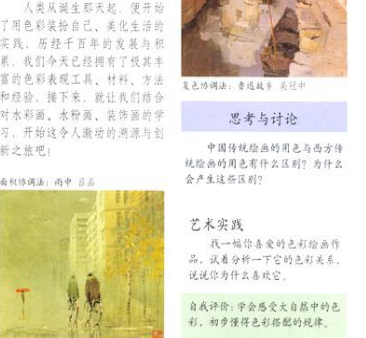 人类从诞生那天起，便开始
了用色彩装扮自己、美化生活的
实践，历经千百年的发展与积
累，我们今天已经拥有了极其丰
富的色彩表现工具、材料、方法
和经验，接下来，就让我们结合
对水彩画、水粉画、装饰画的学
习，开始这令人激动的溯源与创
新之旅吧！
面积协调法：雨中 吕品
复色协调法：鲁迅故乡 吴冠中
思考与讨论
中国传统绘画的用色与西方传
统绘画的用色有什么区别？为什么
会产生这些区别？
艺术实践
找一幅你喜爱的色彩绘画作
品，试着分析一下它的色彩关系，
说说你为什么喜欢它。
自我评价：学会感受大自然中的色
彩，初步懂得色彩搭配的规律。